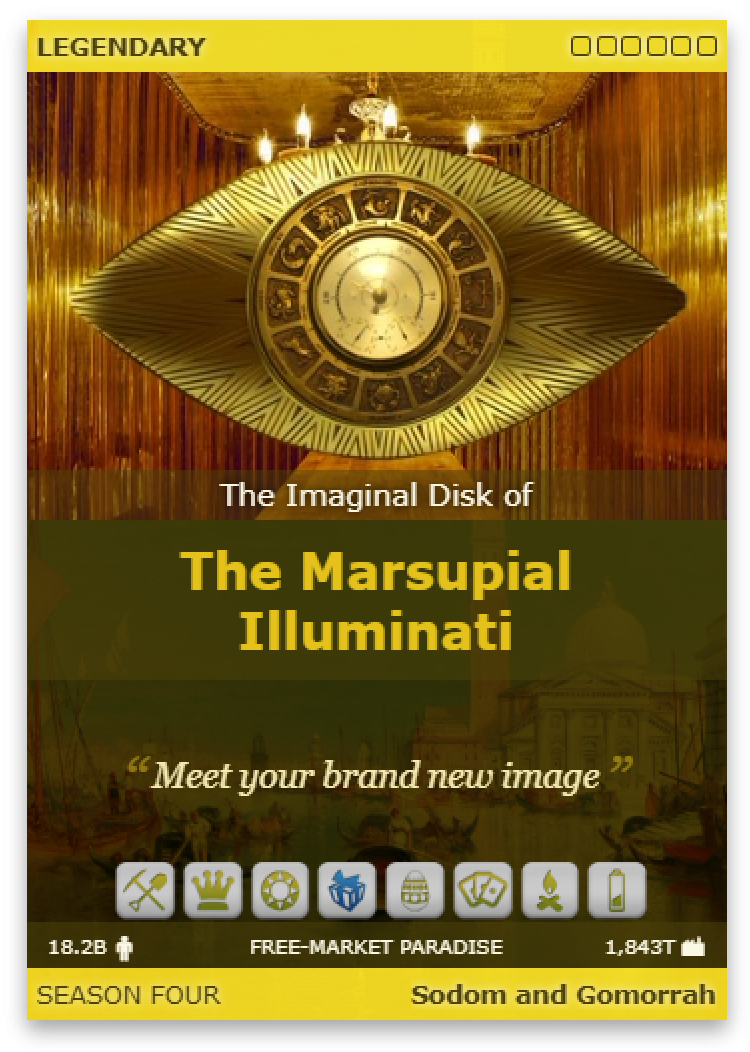 LEGENDARY
The Imaginal Disk of
The Marsupial
Illuminati
“Meet your brand new image”
18.2B FREE-MARKET PARADISE 1,843T
SEASON FOUR Sodom and Gomorrah